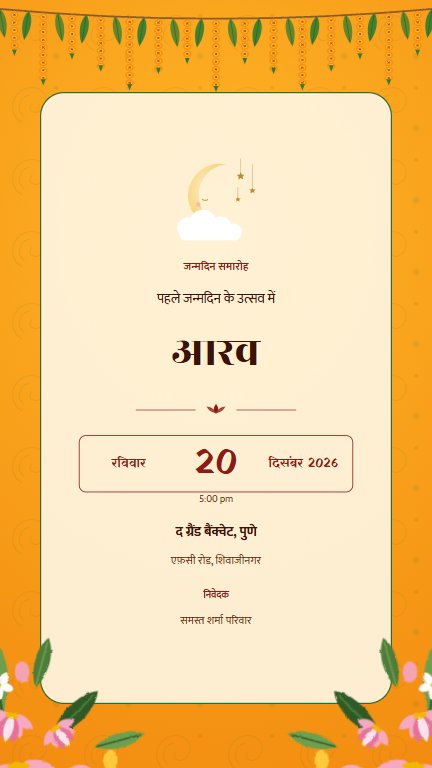 जन्मदिन समारोह
पहले जन्मदिन के उत्सव में
आरव
रविवार 20 दिसंबर 2026
5:00 pm
द ग्रैंड बैंक्वेट, पुणे
एफ़सी रोड, शिवाजीनगर
निवेदक
समस्त शर्मा परिवार